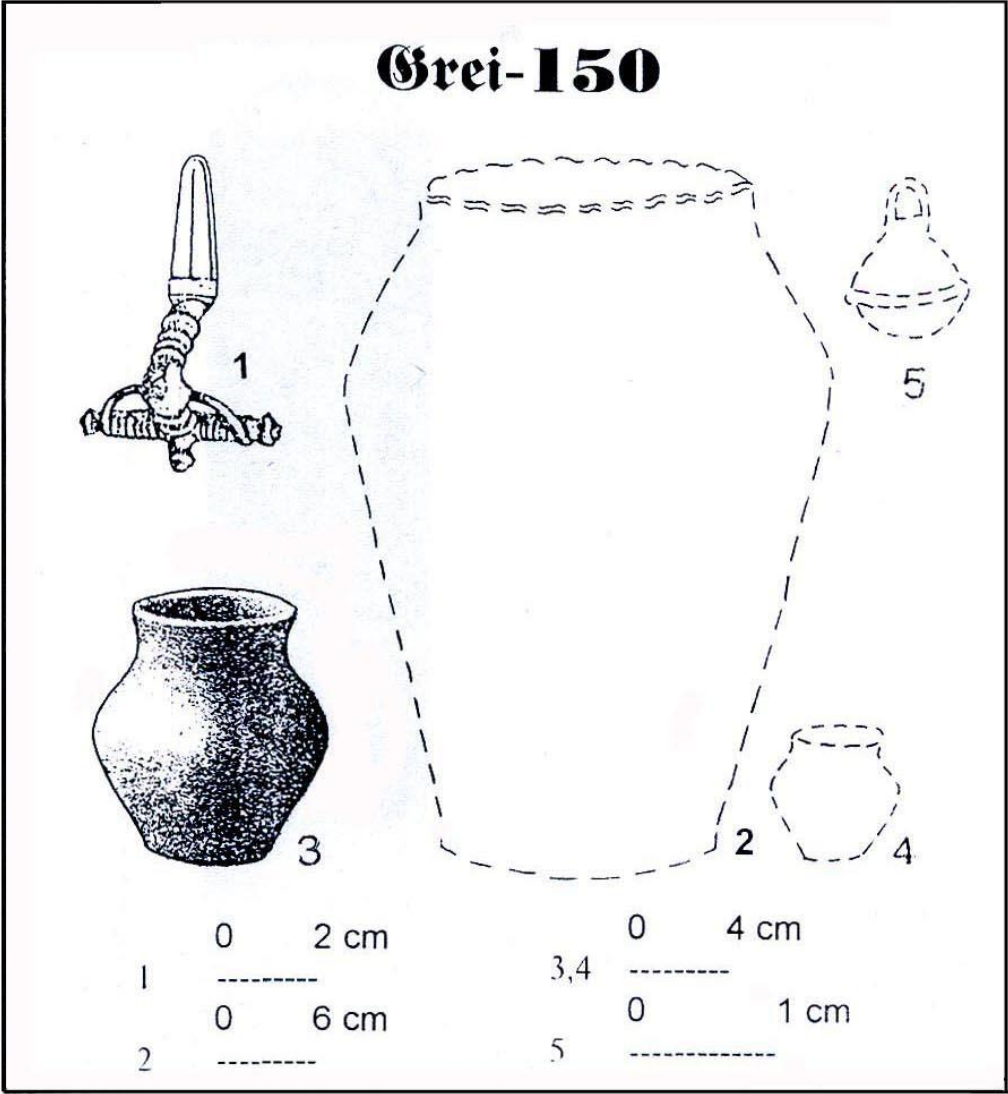 Grei-150
1
5
3
2
4
0 2 cm
1 ---------
0 6 cm
2 ---------
0 4 cm
3,4 ---------
0 1 cm
5 -------------